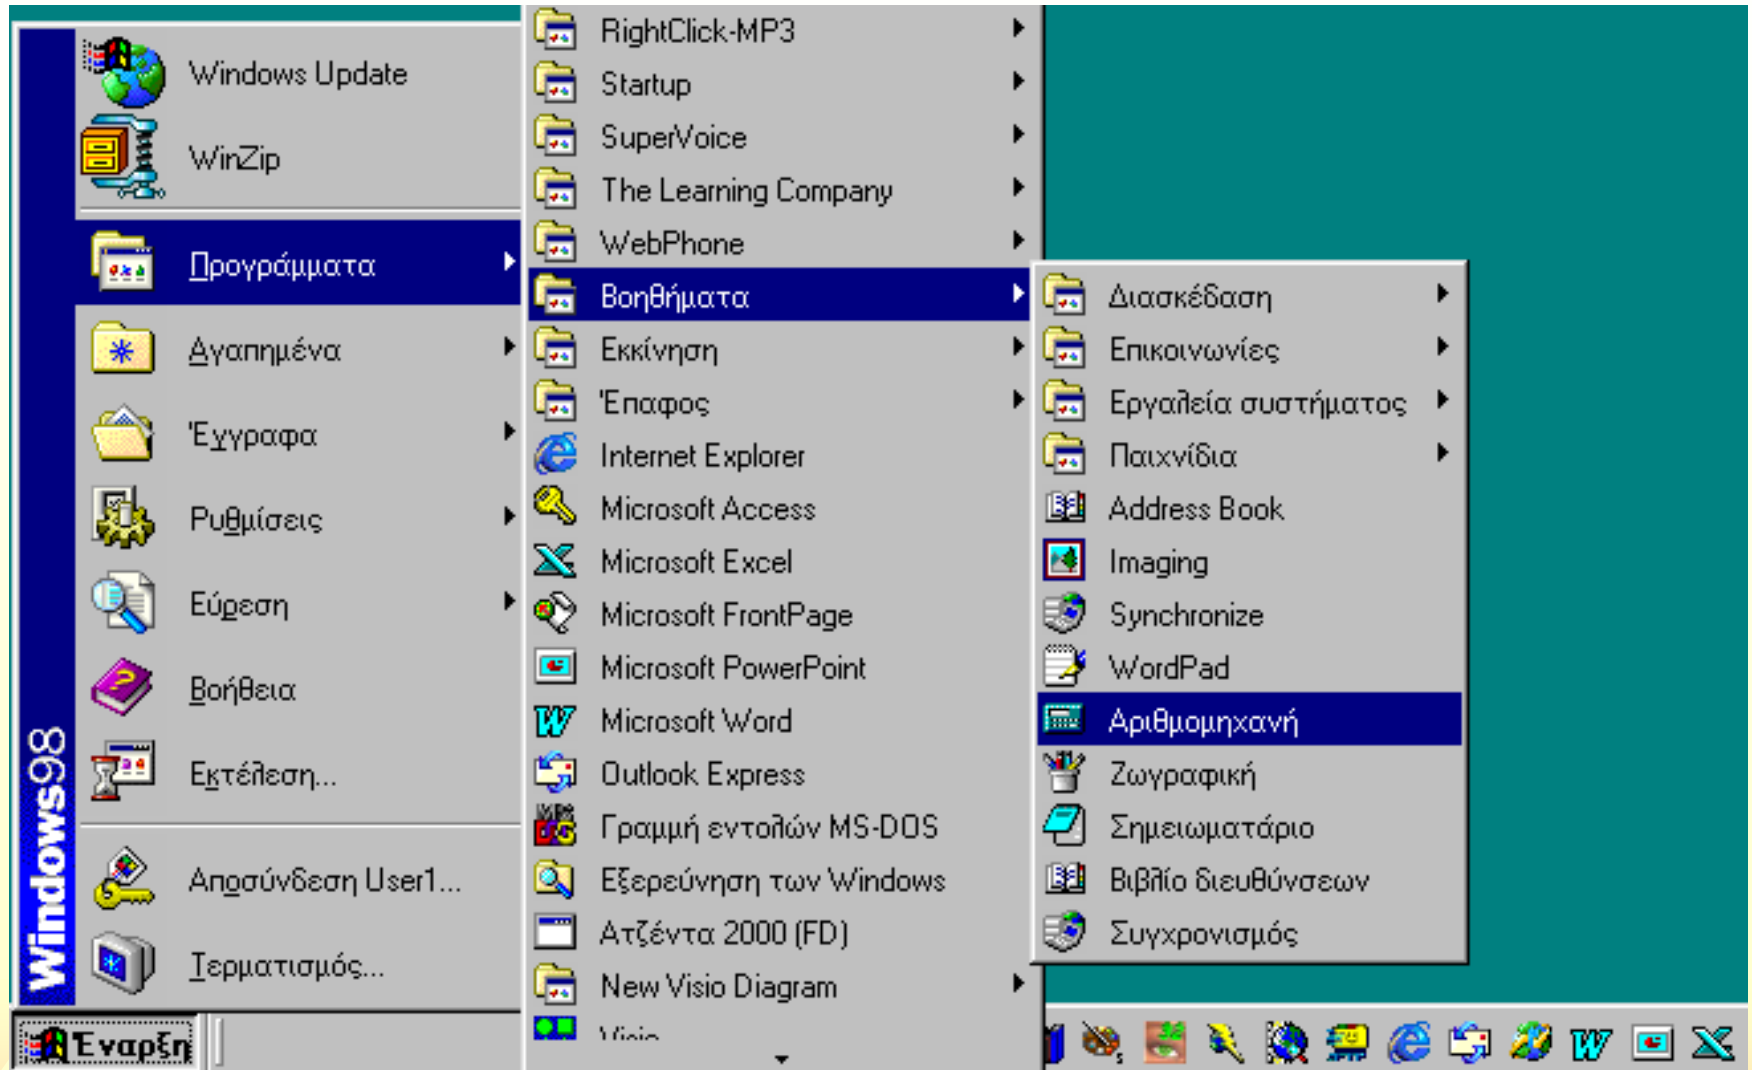 Windows Update
WinZip
Προγράμματα
Αγαπημένα
Έγγραφα
Ρυθμίσεις
Εύρεση
Βοήθεια
Εκτέλεση...
Αποσύνδεση User1...
Τερματισμός...
Windows98
Έναρξη
RightClick-MP3
Startup
SuperVoice
The Learning Company
WebPhone
Βοηθήματα
Εκκίνηση
Έπαφος
Internet Explorer
Microsoft Access
Microsoft Excel
Microsoft FrontPage
Microsoft PowerPoint
Microsoft Word
Outlook Express
Γραμμή εντολών MS-DOS
Εξερεύνηση των Windows
Ατζέντα 2000 (FD)
New Visio Diagram
Visio
Διασκέδαση
Επικοινωνίες
Εργαλεία συστήματος
Παιχνίδια
Address Book
Imaging
Synchronize
WordPad
Αριθμομηχανή
Ζωγραφική
Σημειωματάριο
Βιβλίο διευθύνσεων
Συγχρονισμός